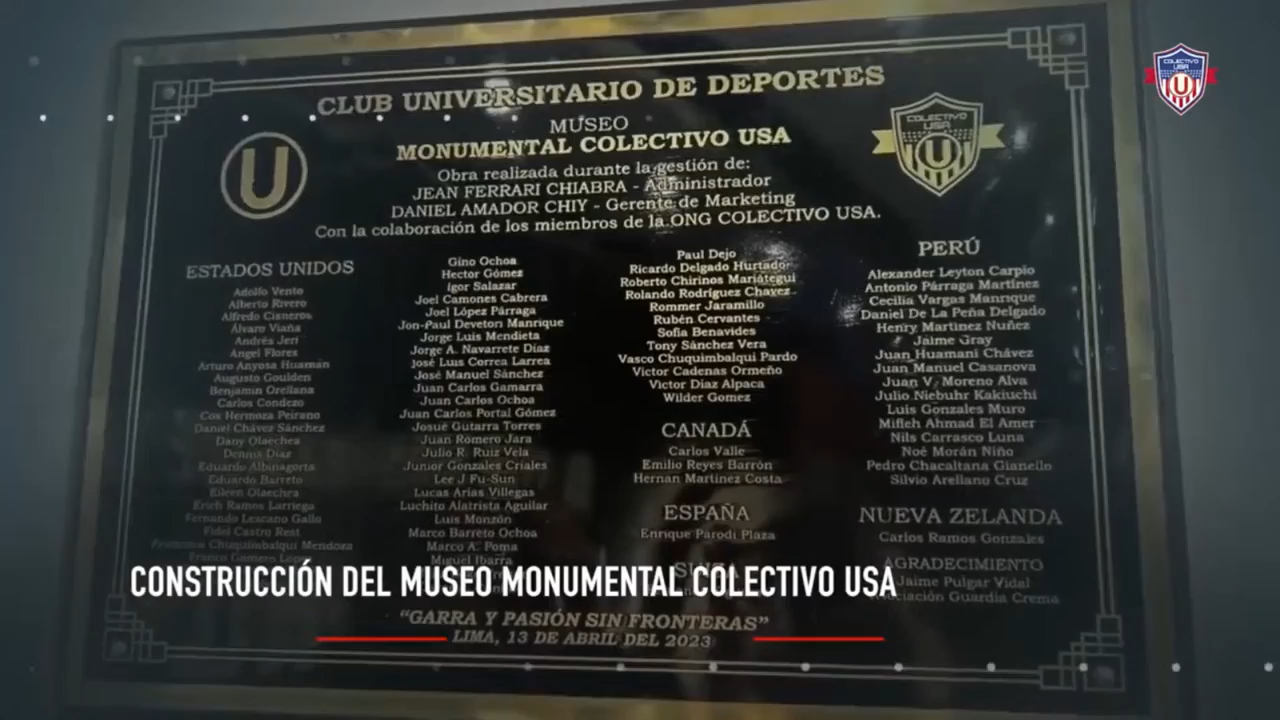 CLUB UNIVERSITARIO DE DEPORTES
MUSEO
MONUMENTAL COLECTIVO USA
Obra realizada durante la gestión de:
JEAN FERRARI CHIABRA - Administrador
DANIEL AMADOR CHIY - Gerente de Marketing
Con la colaboración de los miembros de la ONG COLECTIVO USA.
U
COLECTIVO
USA
U
COLECTIVO
USA
U
ESTADOS UNIDOS
Adolfo Vento
Alberto Rivero
Alfredo Cisneros
Álvaro Viaña
Andrés Jeri
Ángel Flores
Arturo Anyosa Huamán
Augusto Goulden
Benjamin Orellana
Carlos Condezo
Cox Hermoza Peirano
Daniel Chávez Sánchez
Dany Olaechea
Dennis Díaz
Eduardo Albinagorta
Eduardo Barreto
Eileen Olaechea
Erich Ramos Larriega
Fernando Lescano Gallo
Fidel Castro Rest
Chuquimbalqui Mendoza
Gino Ochoa
Hector Gómez
Igor Salazar
Joel Camones Cabrera
Joel López Párraga
Jon-Paul Devetori Manrique
Jorge Luis Mendieta
Jorge A. Navarrete Díaz
José Luis Correa Larrea
José Manuel Sánchez
Juan Carlos Gamarra
Juan Carlos Ochoa
Juan Carlos Portal Gómez
Josué Gutarra Torres
Juan Romero Jara
Julio R. Ruiz Vela
Junior Gonzales Criales
Lee J Fu-Sun
Lucas Arias Villegas
Luchito Alatrista Aguilar
Luis Monzón
Marco Barreto Ochoa
Marco A. Poma
Miguel Ibarra
Paul Dejo
Ricardo Delgado Hurtado
Roberto Chirinos Mariátegui
Rolando Rodríguez Chavez
Rommer Jaramillo
Rubén Cervantes
Sofia Benavides
Tony Sánchez Vera
Vasco Chuquimbalqui Pardo
Victor Cadenas Ormeño
Victor Diaz Alpaca
Wilder Gomez
CANADÁ
Carlos Valle
Emilio Reyes Barrón
Hernan Martinez Costa
ESPAÑA
Enrique Parodi Plaza
PERÚ
Alexander Leyton Carpio
Antonio Párraga Martínez
Cecilia Vargas Manrique
Daniel De La Peña Delgado
Henry Martinez Nuñez
Jaime Gray
Juan Huamani Chávez
Juan Manuel Casanova
Juan V. Moreno Alva
Julio Niebuhr Kakiuchi
Luis Gonzales Muro
Mifleh Ahmad El Amer
Nils Carrasco Luna
Noé Morán Niño
Pedro Chacaltana Gianello
Silvio Arellano Cruz
NUEVA ZELANDA
Carlos Ramos Gonzales
AGRADECIMIENTO
Jaime Pulgar Vidal
Guardia Crema
CONSTRUCCIÓN DEL MUSEO MONUMENTAL COLECTIVO USA
"GARRA Y PASIÓN SIN FRONTERAS"
LIMA, 13 DE ABRIL DEL 2023